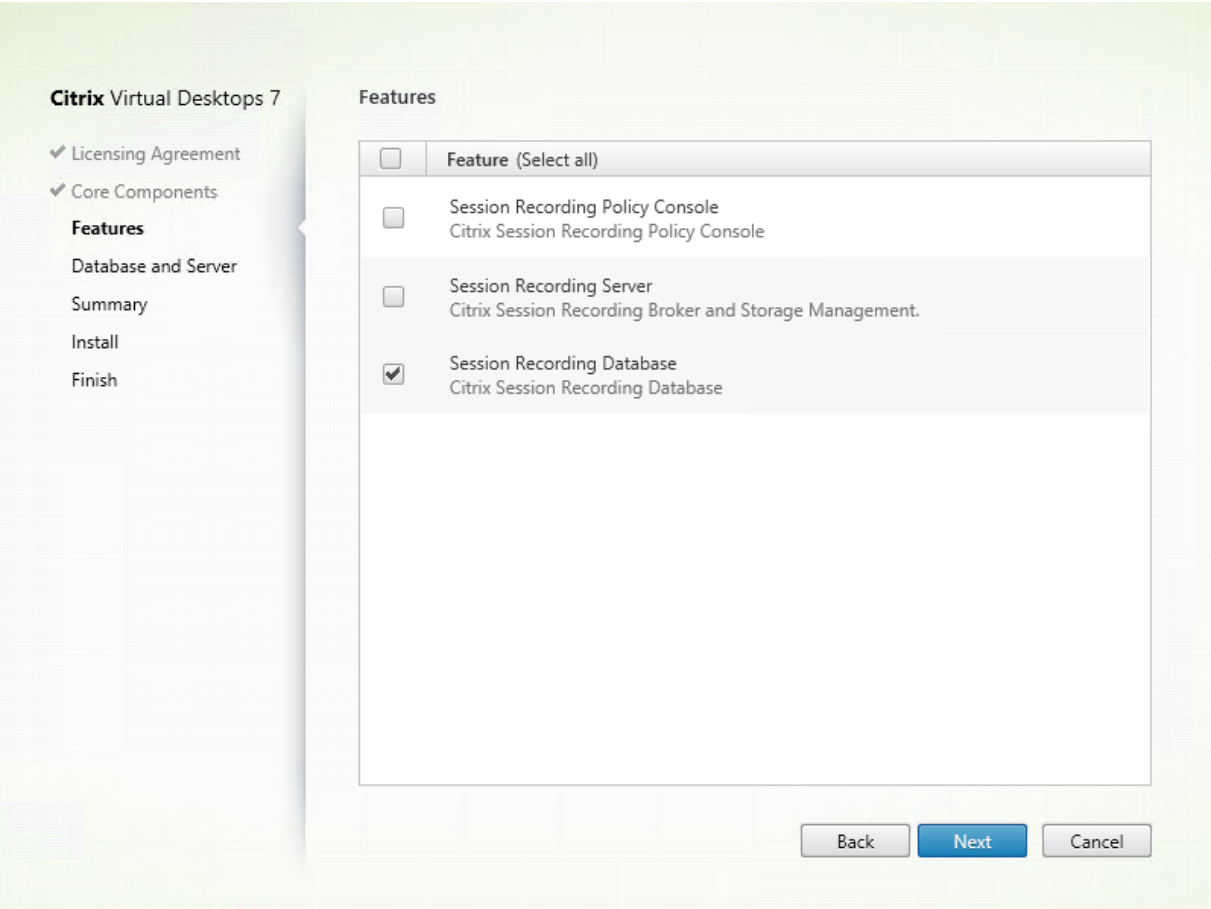 Citrix Virtual Desktops 7
Licensing Agreement
Core Components
Features
Database and Server
Summary
Install
Finish
Features
Feature (Select all)
Session Recording Policy Console
Citrix Session Recording Policy Console
Session Recording Server
Citrix Session Recording Broker and Storage Management.
Session Recording Database
Citrix Session Recording Database
Back
Next
Cancel